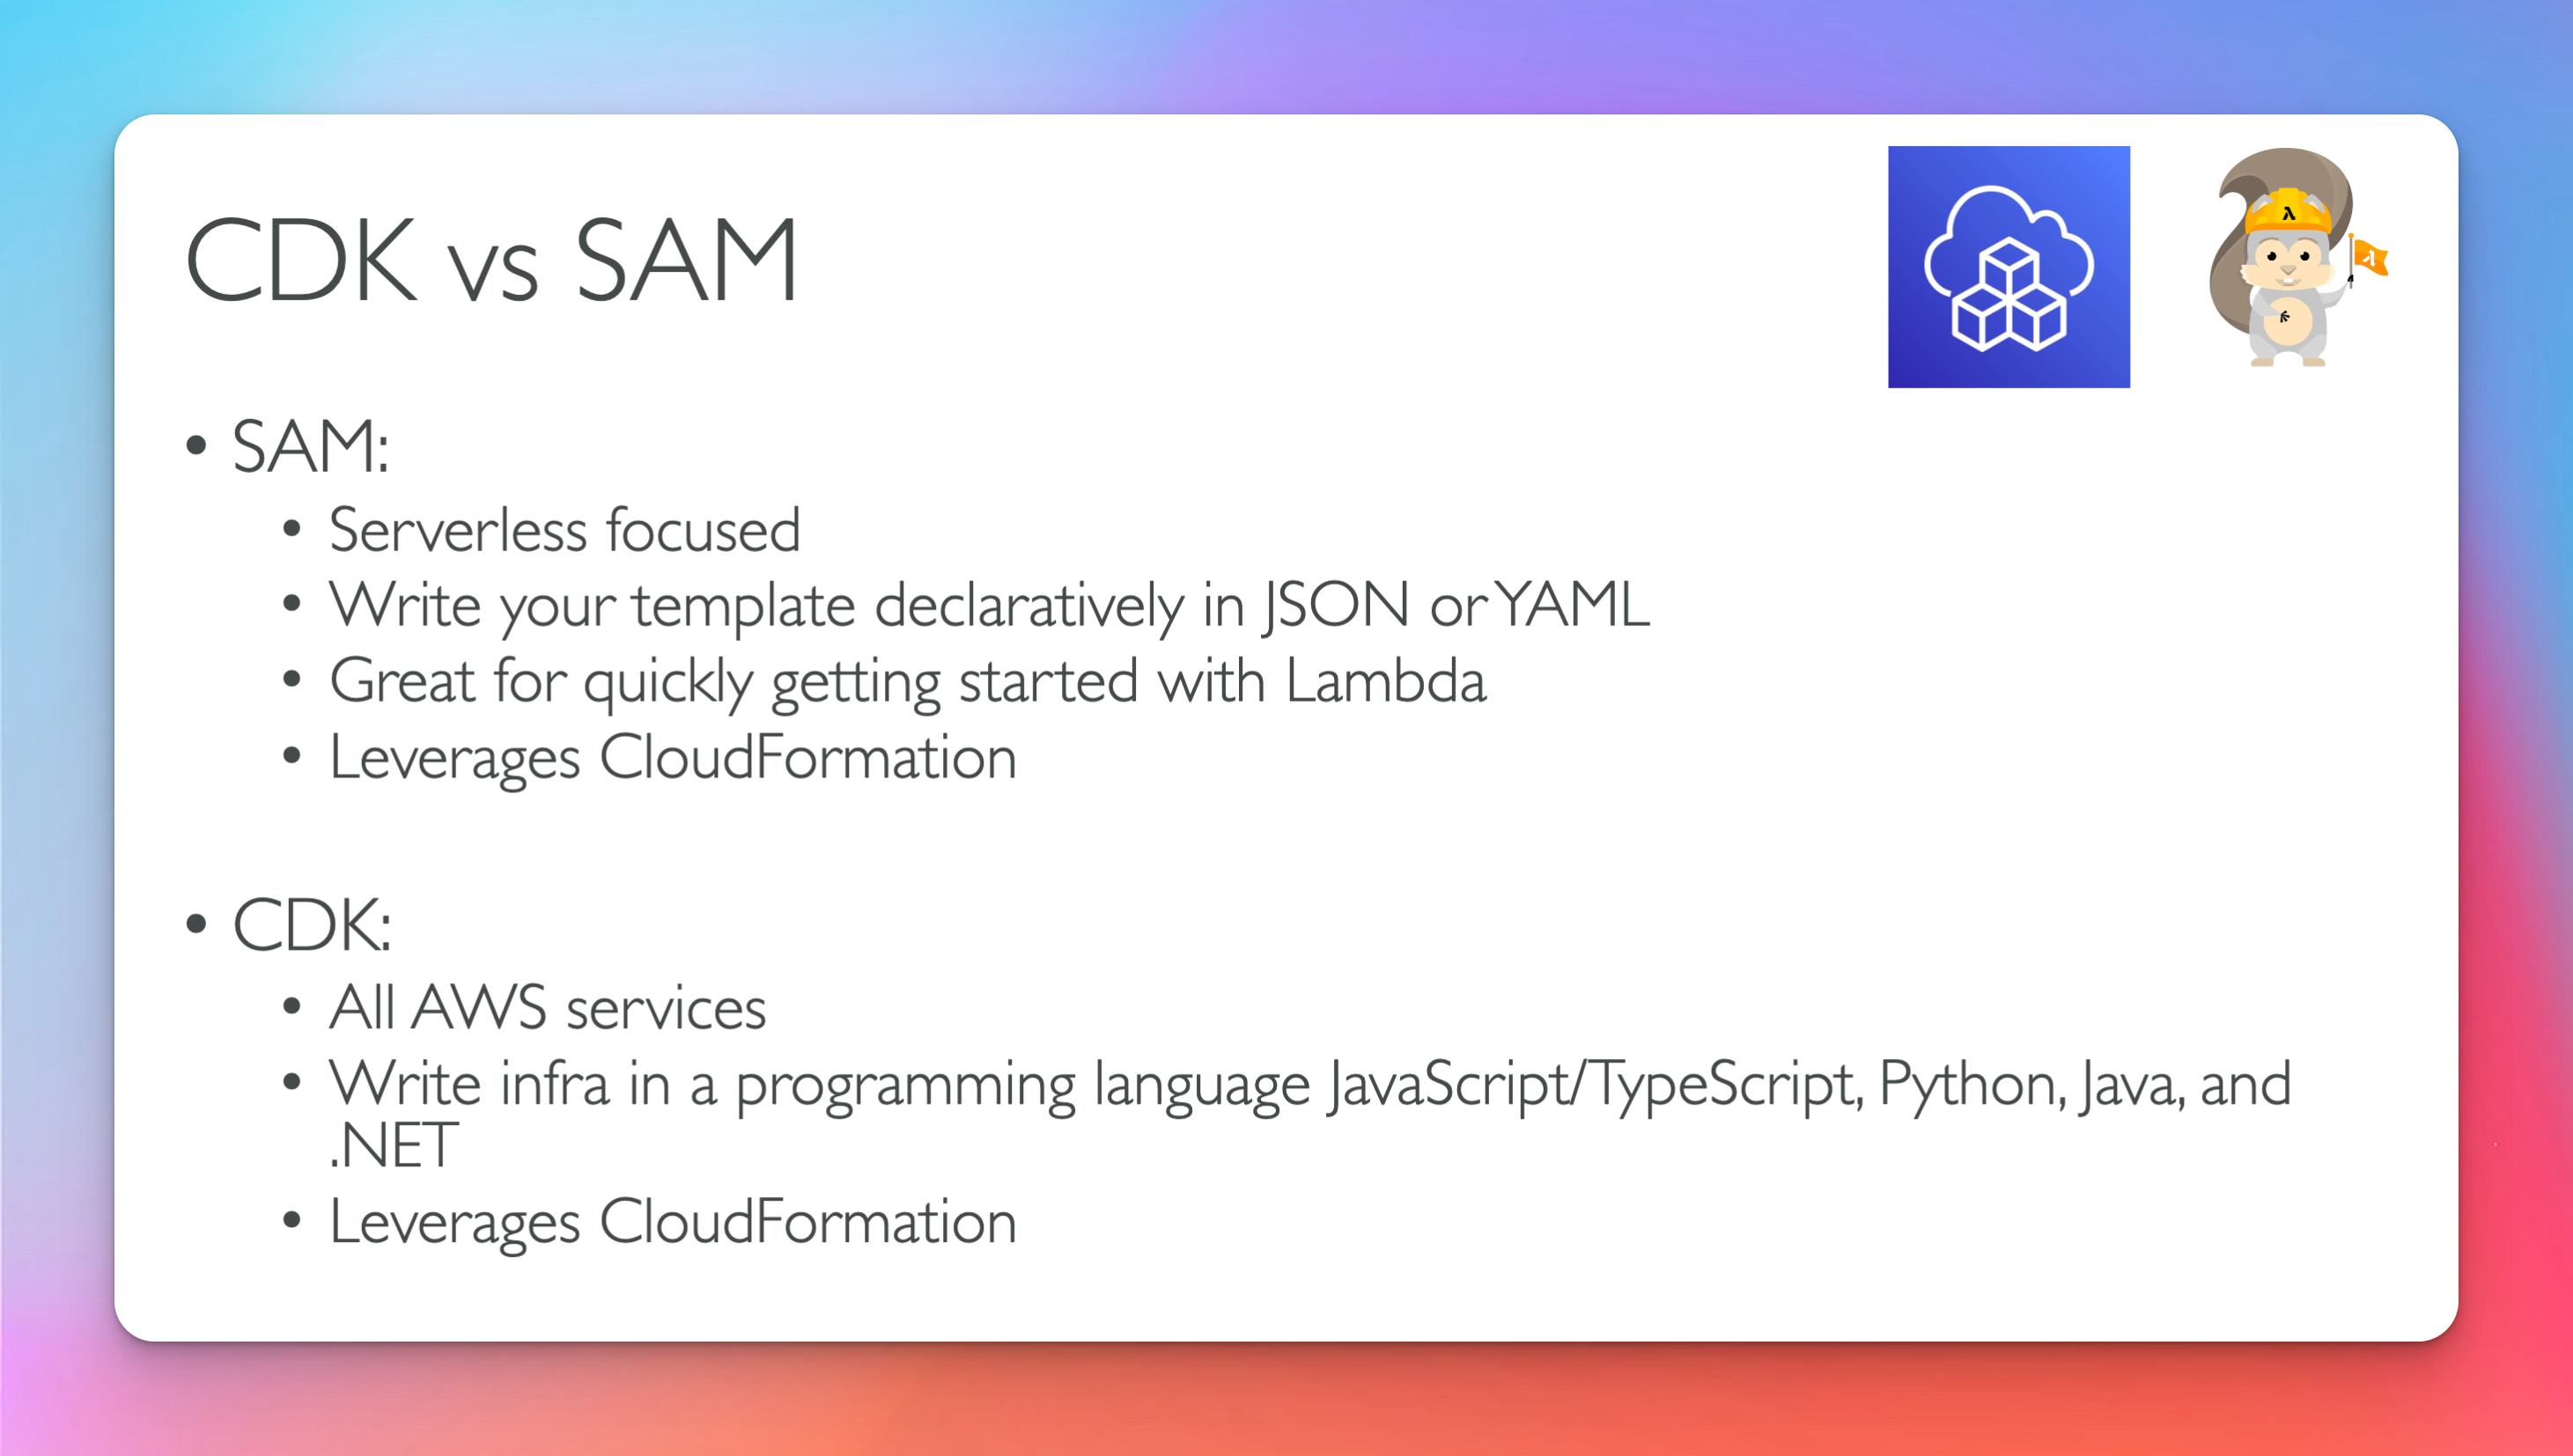 CDK vs SAM
• SAM:
• Serverless focused
• Write your template declaratively in JSON or YAML
• Great for quickly getting started with Lambda
• Leverages CloudFormation
• CDK:
• All AWS services
• Write infra in a programming language JavaScript/TypeScript, Python, Java, and
.NET
• Leverages CloudFormation